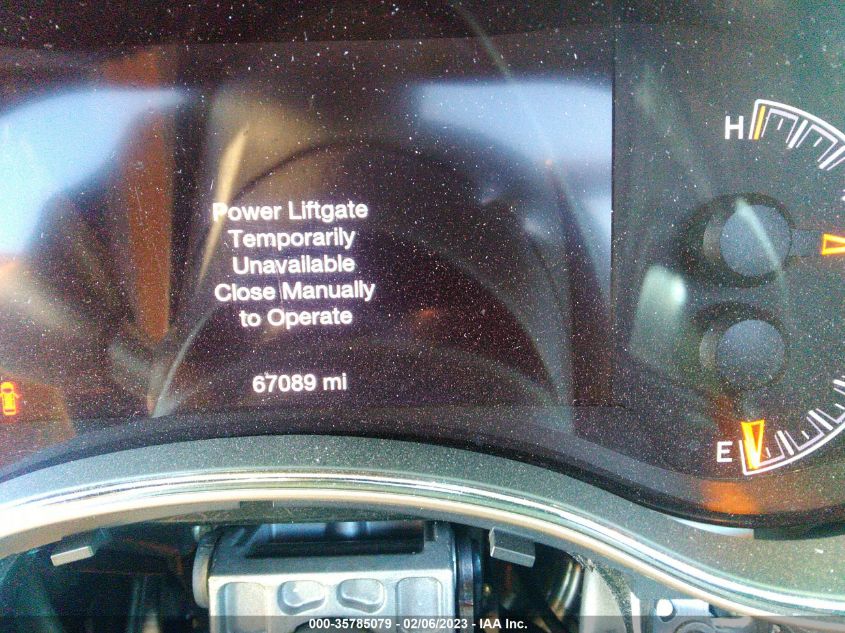 Power Liftgate
Temporarily
Unavailable
Close Manually
to Operate
67089 mi
H
E
000-35785079 - 02/06/2023 - IAA Inc.